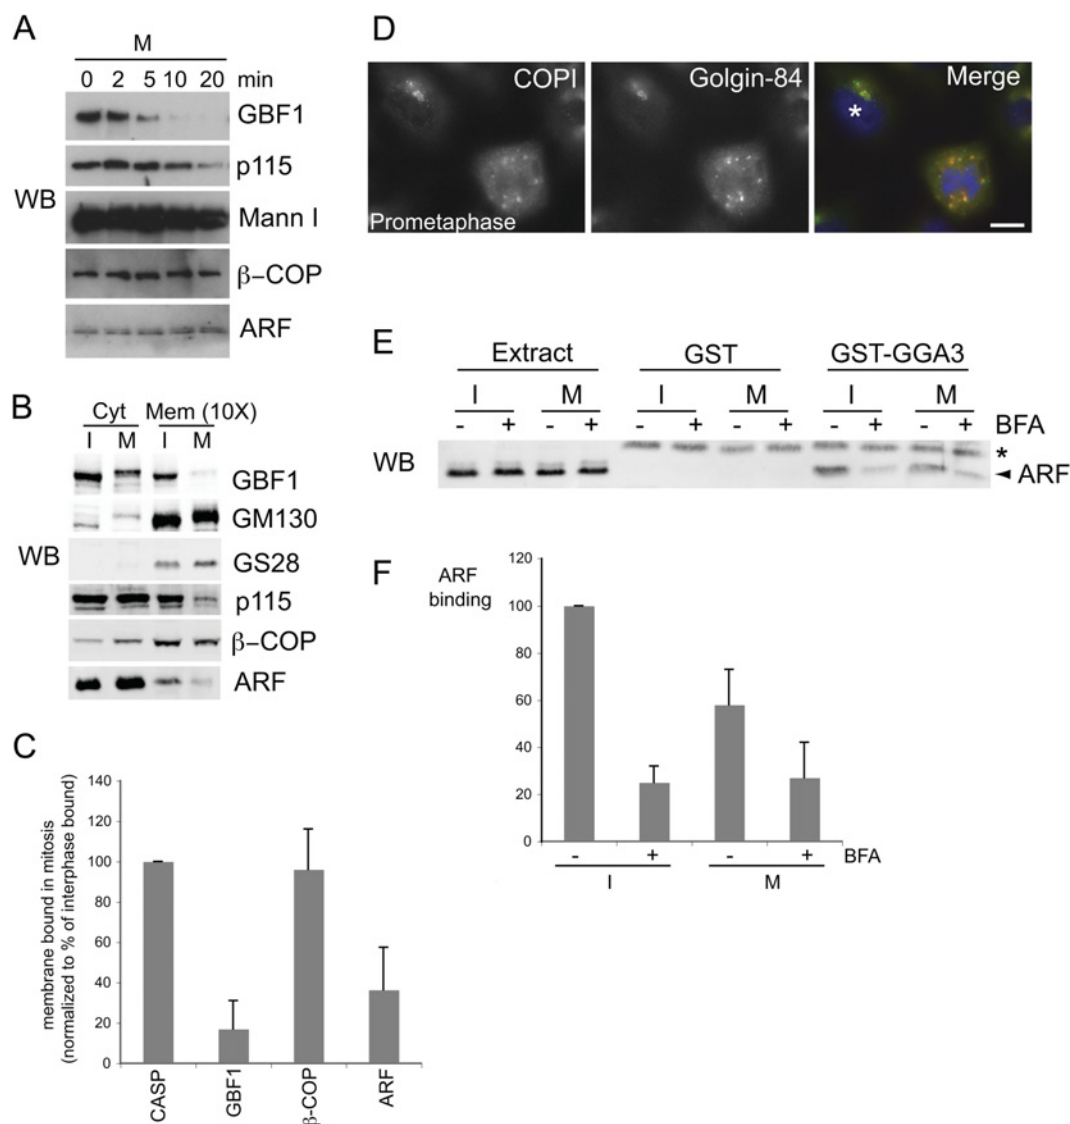 A
M
0 2 5 10 20 min
GBF1
p115
WB
Mann I
β–COP
ARF
B
Cyt Mem (10X)
I M I M
GBF1
GM130
WB
GS28
p115
β–COP
ARF
C
membrane bound in mitosis
(normalized to % of interphase bound)
140
120
100
80
60
40
20
0
CASP
GBF1
β-COP
ARF
D
COPI
Golgin-84
Merge
*
Prometaphase
E
Extract GST GST-GGA3
I M I M I M
- + - + - + - + - + - + BFA
WB
*
ARF
F
ARF
binding
120
100
80
60
40
20
0
- + - + BFA
I M